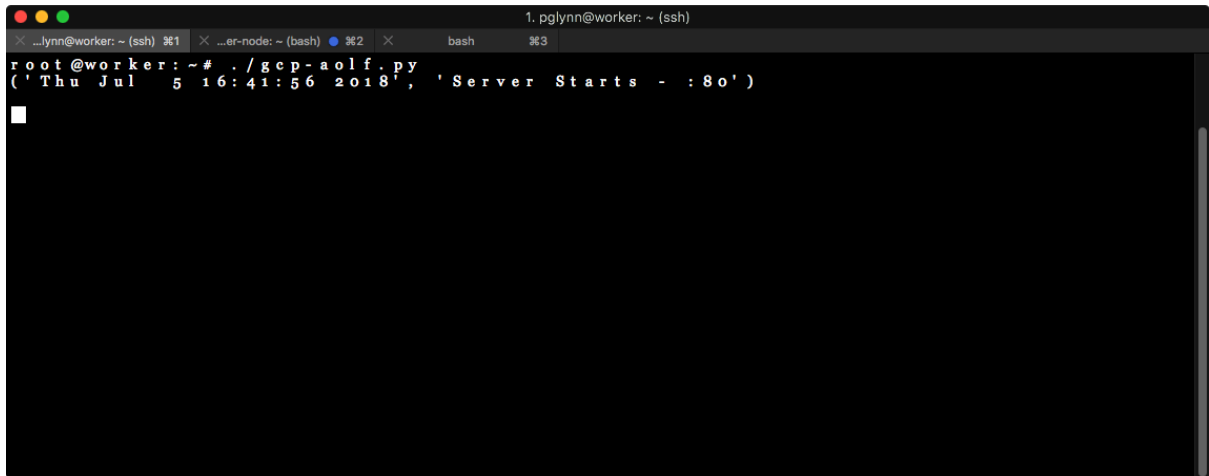 1. pglynn@worker: ~ (ssh)
...lynn@worker: ~ (ssh) ⌘1 ...er-node: ~ (bash) ⌘2 bash ⌘3
root@worker:~# ./gcp-aolf.py
('Thu Jul  5 16:41:56 2018', 'Server Starts - :80')